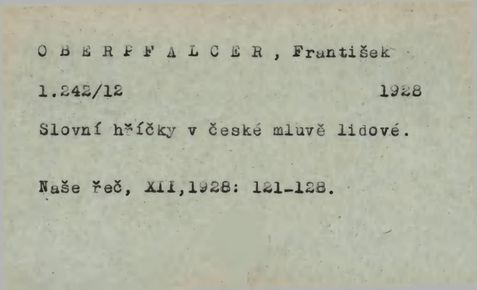 O B E R P F A L C E R , František
1.242/12 1928
Slovní hříčky v české mluvě lidové.
Naše řeč, XII,1928: 121-128.